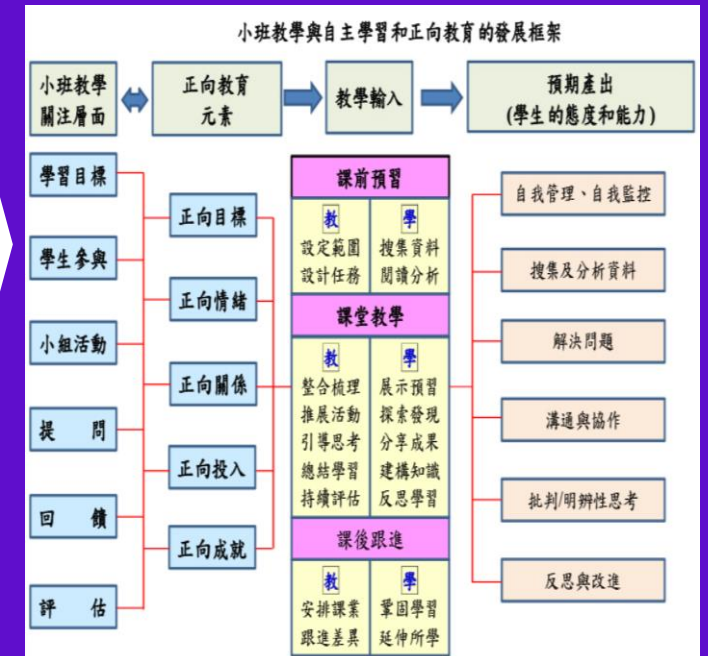 小班教學與自主學習和正向教育的發展框架
小班教學
關注層面
正向教育
元素
教學輸入
預期產出
(學生的態度和能力)
學習目標
學生參與
小組活動
提 問
回 饋
評 估
正向目標
正向情緒
正向關係
正向投入
正向成就
課前預習
教 學
設定範圍 搜集資料
設計任務 閱讀分析
課堂教學
教 學
整合梳理 展示預習
推展活動 探索發現
引導思考 分享成果
總結學習 建構知識
持續評估 反思學習
課後跟進
教 學
安排課業 鞏固學習
跟進差異 延伸所學
自我管理、自我監控
搜集及分析資料
解決問題
溝通與協作
批判/明辨性思考
反思與改進